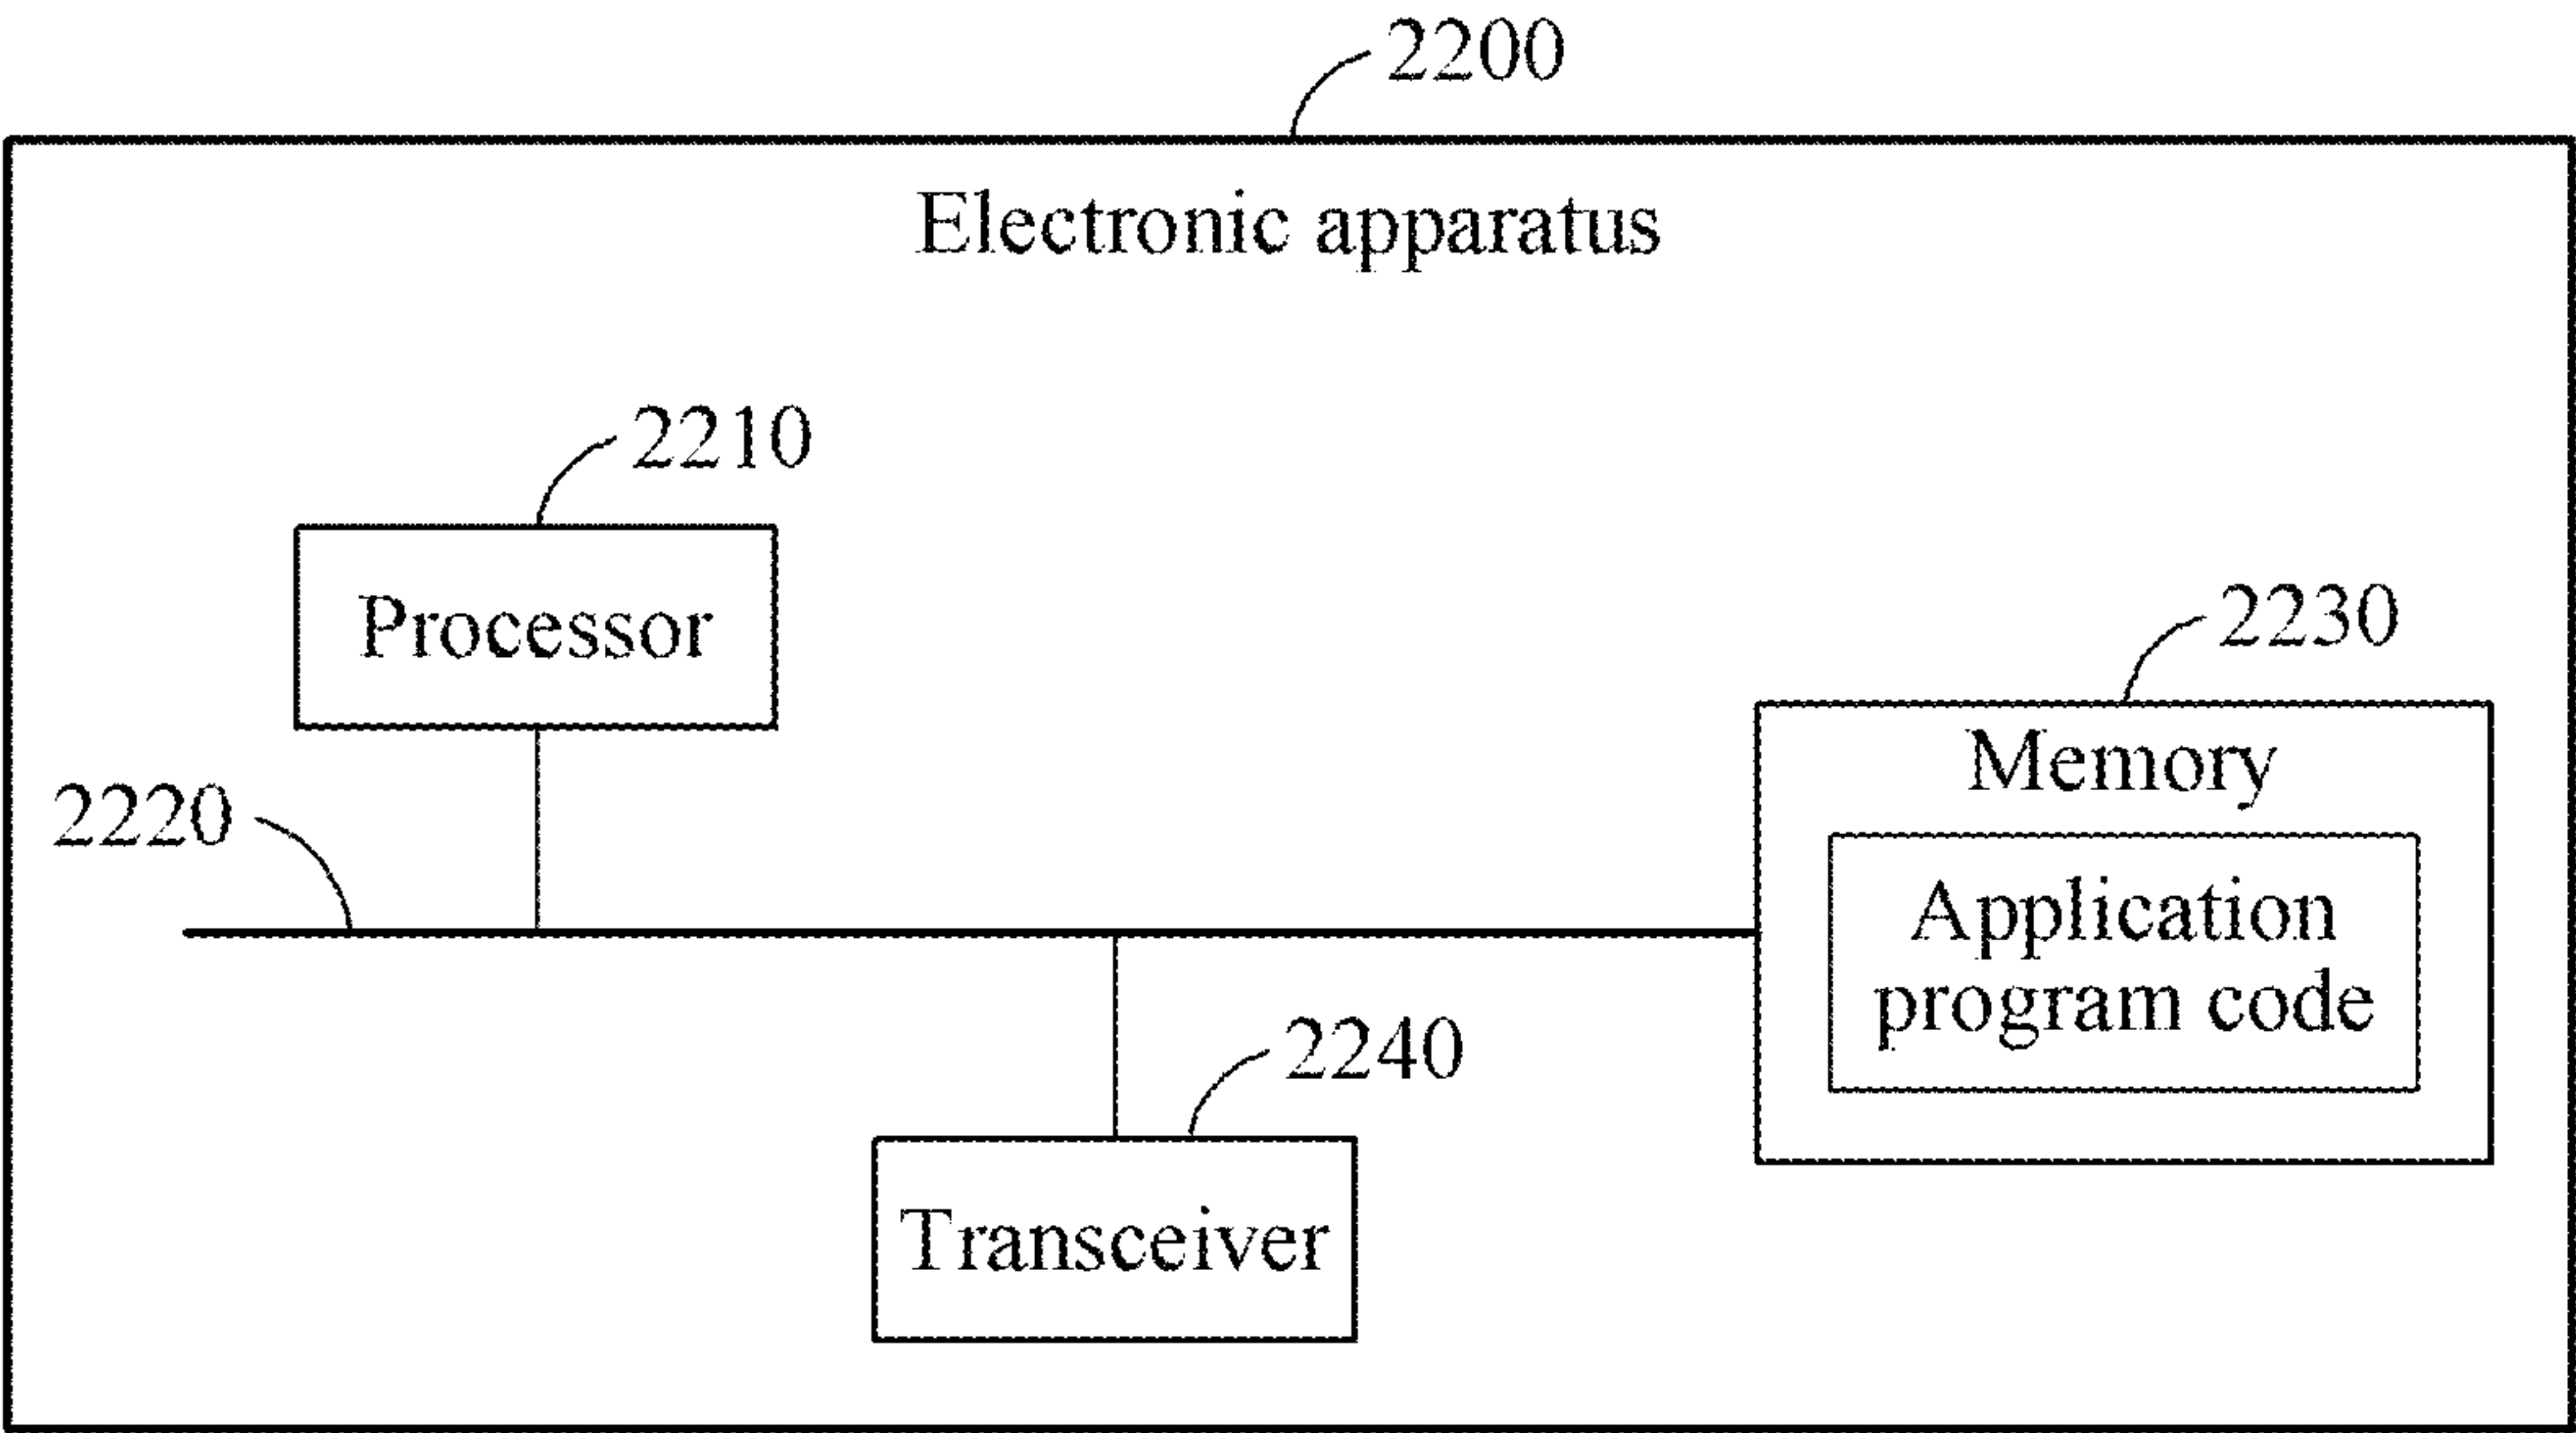 2200
Electronic apparatus
2210
Processor
2230
Memory
2220
Application
program code
2240
Transceiver